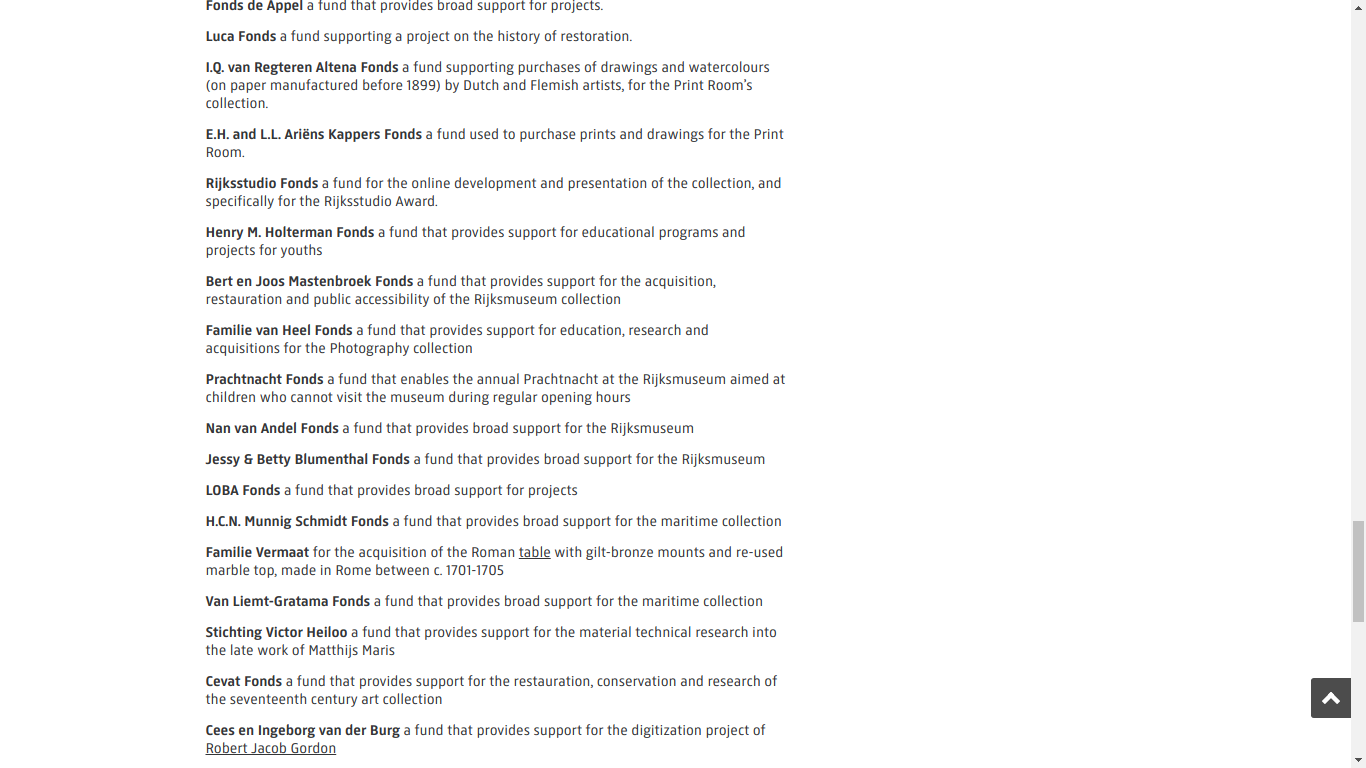 Fonds de Appel a fund that provides broad support for projects.
Luca Fonds a fund supporting a project on the history of restoration.
I.Q. van Regteren Altena Fonds a fund supporting purchases of drawings and watercolours
(on paper manufactured before 1899) by Dutch and Flemish artists, for the Print Room's
collection.
E.H. and L.L. Ariëns Kappers Fonds a fund used to purchase prints and drawings for the Print
Room.
Rijksstudio Fonds a fund for the online development and presentation of the collection, and
specifically for the Rijksstudio Award.
Henry M. Holterman Fonds a fund that provides support for educational programs and
projects for youths
Bert en Joos Mastenbroek Fonds a fund that provides support for the acquisition,
restauration and public accessibility of the Rijksmuseum collection
Familie van Heel Fonds a fund that provides support for education, research and
acquisitions for the Photography collection
Prachtnacht Fonds a fund that enables the annual Prachtnacht at the Rijksmuseum aimed at
children who cannot visit the museum during regular opening hours
Nan van Andel Fonds a fund that provides broad support for the Rijksmuseum
Jessy & Betty Blumenthal Fonds a fund that provides broad support for the Rijksmuseum
LOBA Fonds a fund that provides broad support for projects
H.C.N. Munnig Schmidt Fonds a fund that provides broad support for the maritime collection
Familie Vermaat for the acquisition of the Roman table with gilt-bronze mounts and re-used
marble top, made in Rome between c. 1701-1705
Van Liemt-Gratama Fonds a fund that provides broad support for the maritime collection
Stichting Victor Heiloo a fund that provides support for the material technical research into
the late work of Matthijs Maris
Cevat Fonds a fund that provides support for the restauration, conservation and research of
the seventeenth century art collection
Cees en Ingeborg van der Burg a fund that provides support for the digitization project of
Robert Jacob Gordon